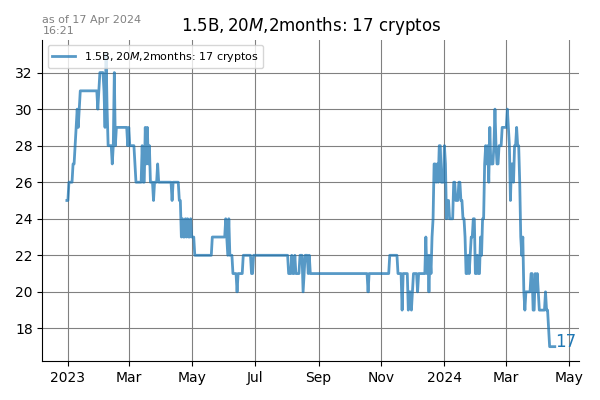 as of 17 Apr 2024
16:21
1.5B, 20M,2months: 17 cryptos
1.5B, 20M,2months: 17 cryptos
32
30
28
26
24
22
20
18
17
2023 Mar May Jul Sep Nov 2024 Mar May